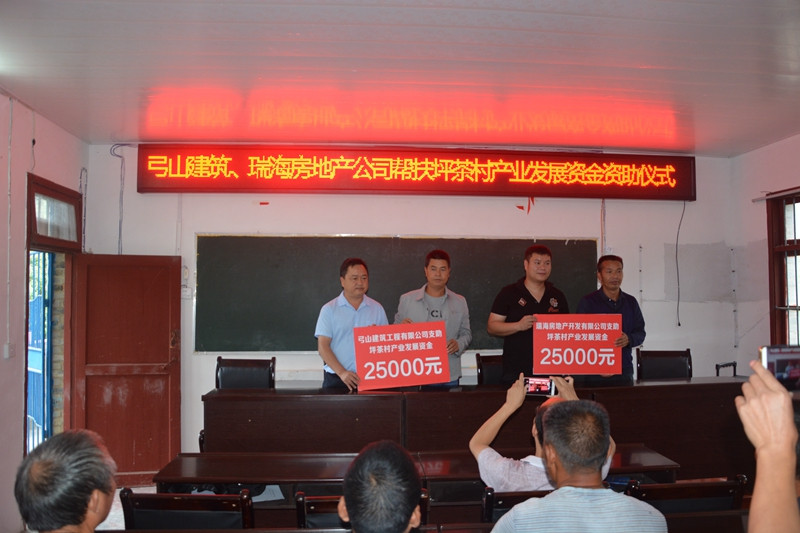 弓山建筑、瑞海房地产公司帮扶坪茶村产业发展资金资助仪式
弓山建筑工程有限公司支助
坪茶村产业发展资金
25000元
瑞海房地产开发有限公司支助
坪茶村产业发展资金
25000元